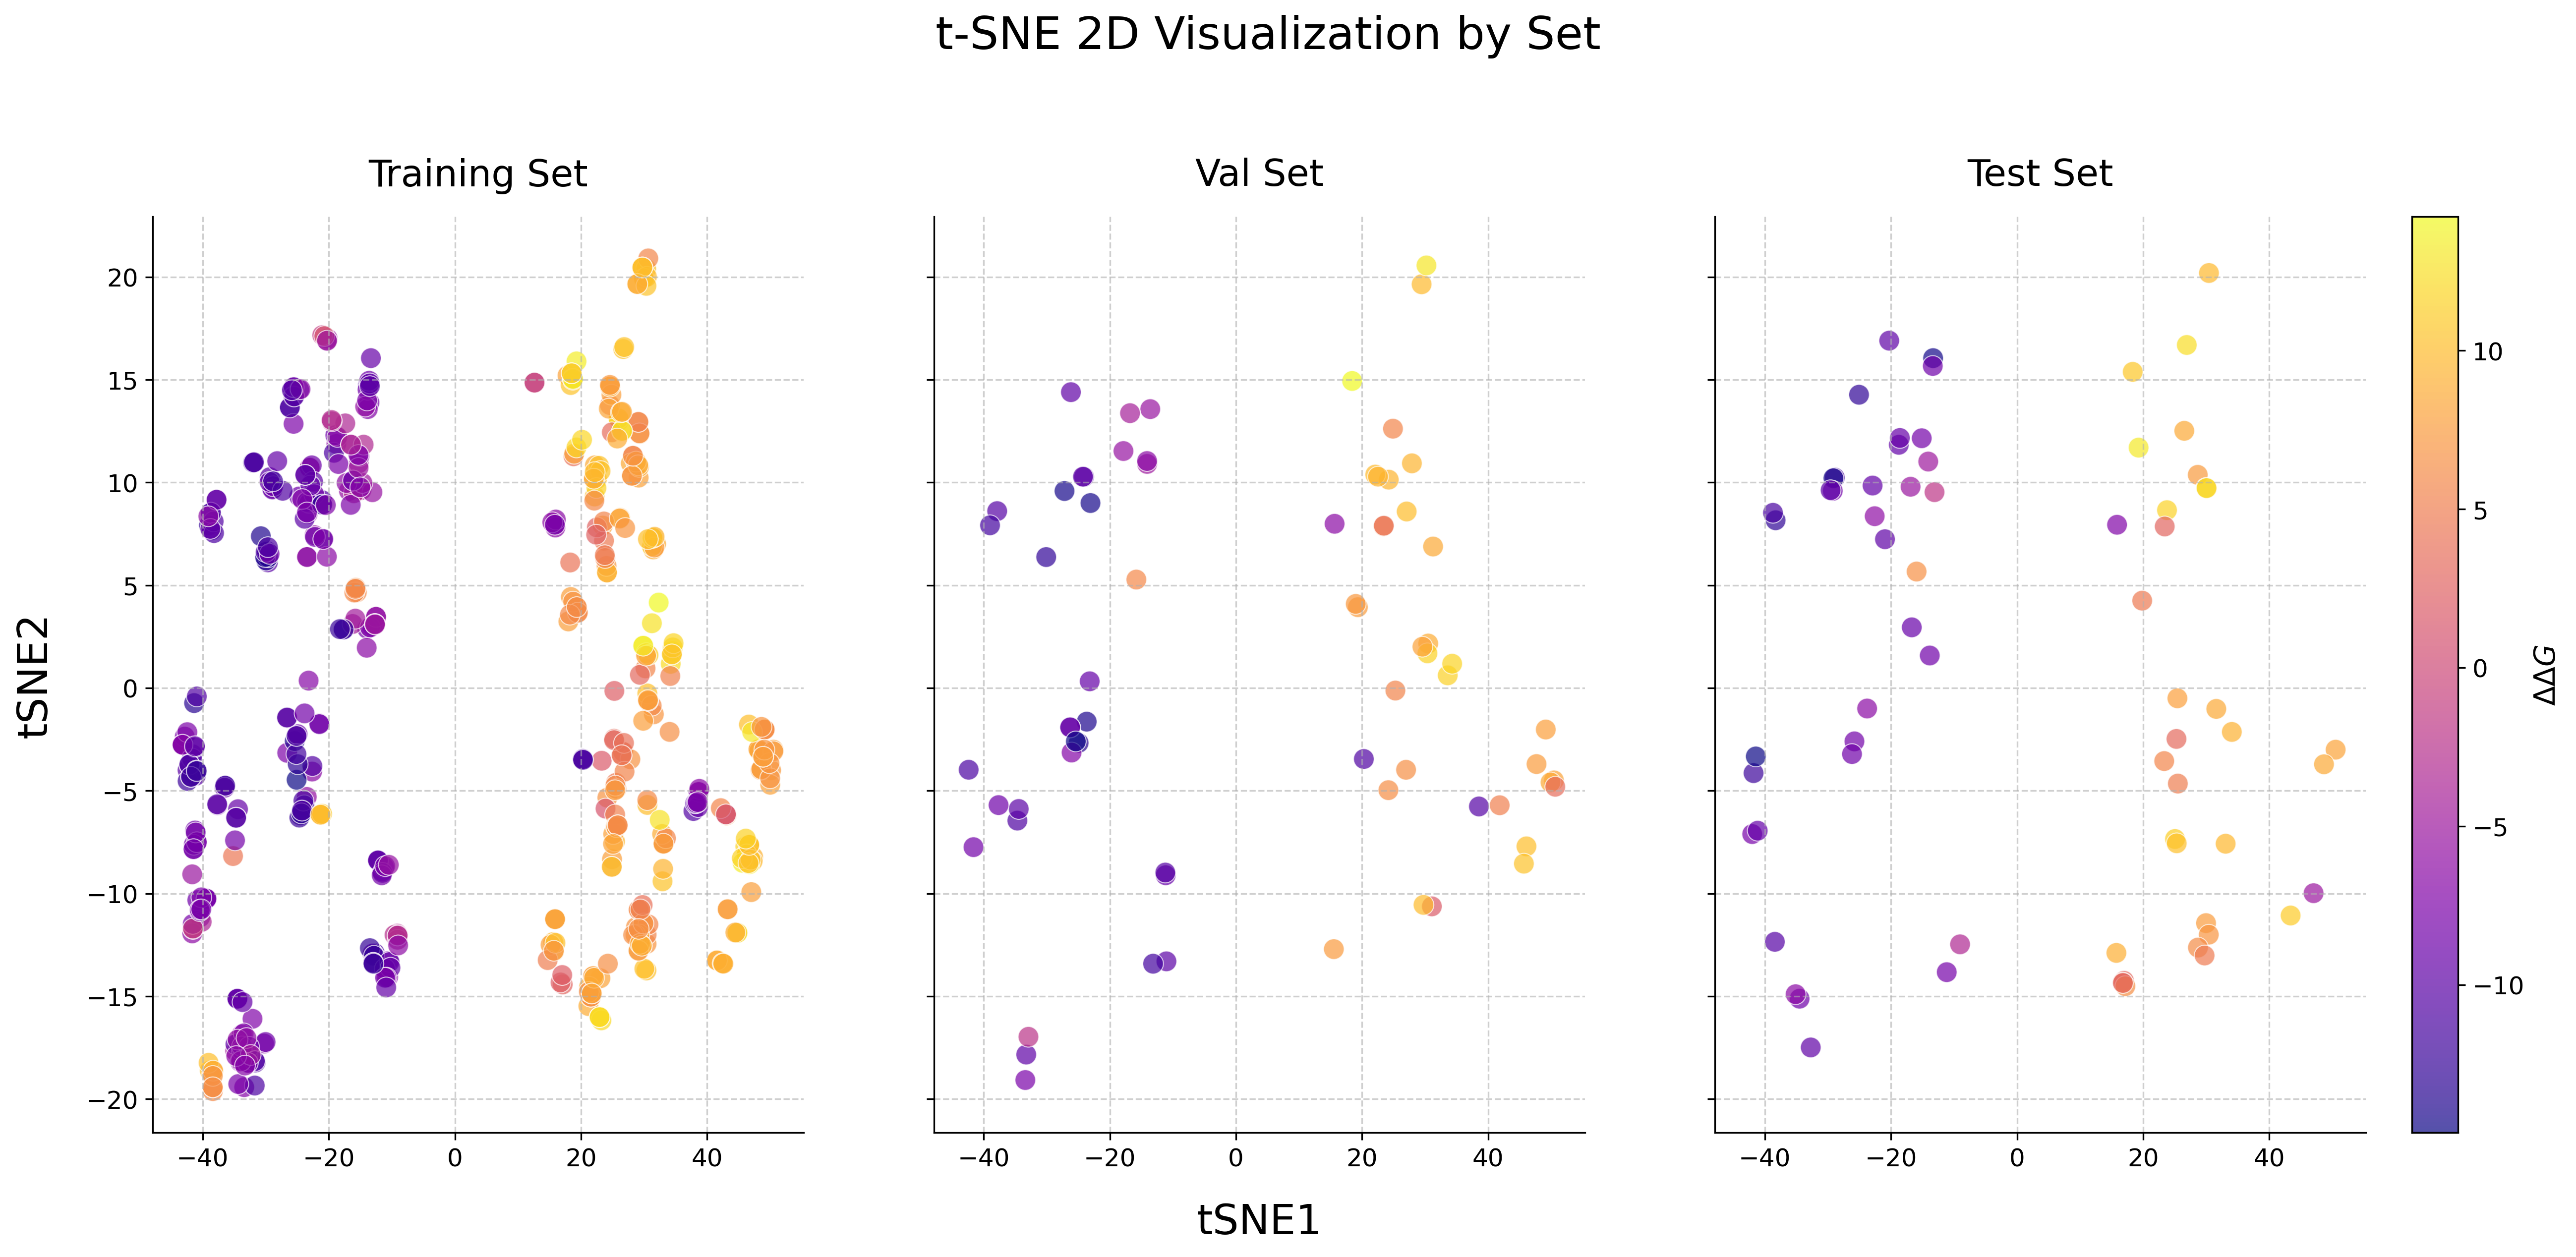 t-SNE 2D Visualization by Set
Training Set
Val Set
Test Set
tSNE2
20
15
10
5
0
−5
−10
−15
−20
−40 −20 0 20 40
−40 −20 0 20 40
−40 −20 0 20 40
tSNE1
10
5
0
−5
−10
ΔΔG